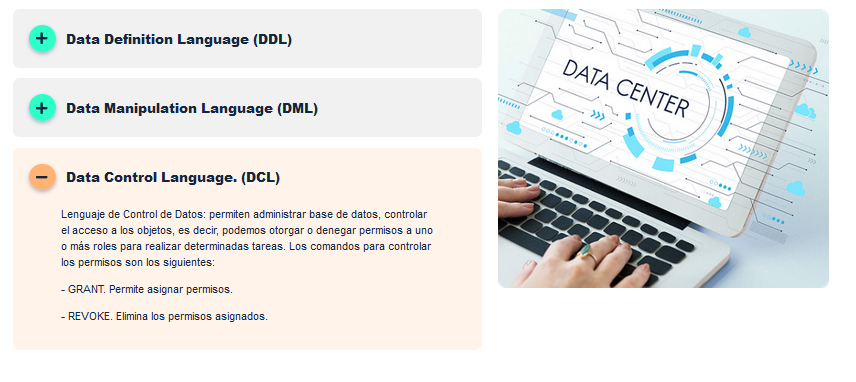 Data Definition Language (DDL)
Data Manipulation Language (DML)
Data Control Language. (DCL)
Lenguaje de Control de Datos: permiten administrar base de datos, controlar
el acceso a los objetos, es decir, podemos otorgar o denegar permisos a uno
o más roles para realizar determinadas tareas. Los comandos para controlar
los permisos son los siguientes:
- GRANT. Permite asignar permisos.
- REVOKE. Elimina los permisos asignados.
DATA CENTER